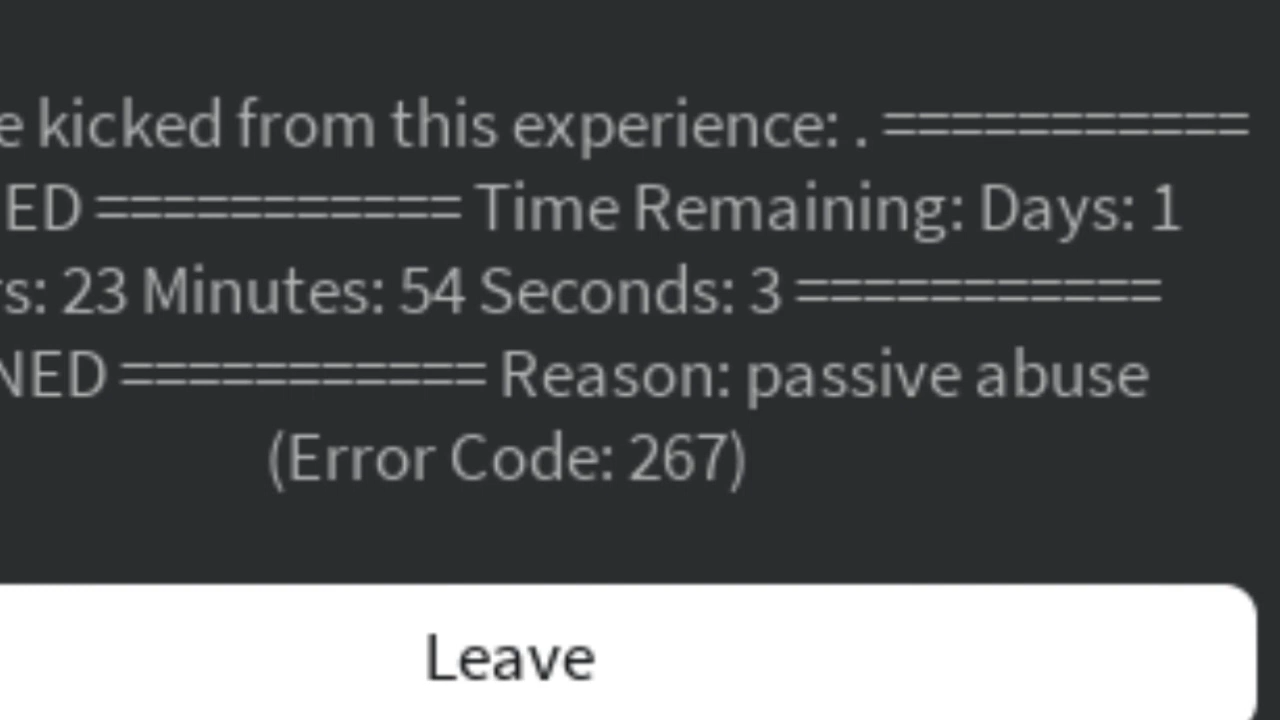 e kicked from this experience: . ===========
ED =========== Time Remaining: Days: 1
rs: 23 Minutes: 54 Seconds: 3 ===========
NED =========== Reason: passive abuse
(Error Code: 267)
Leave